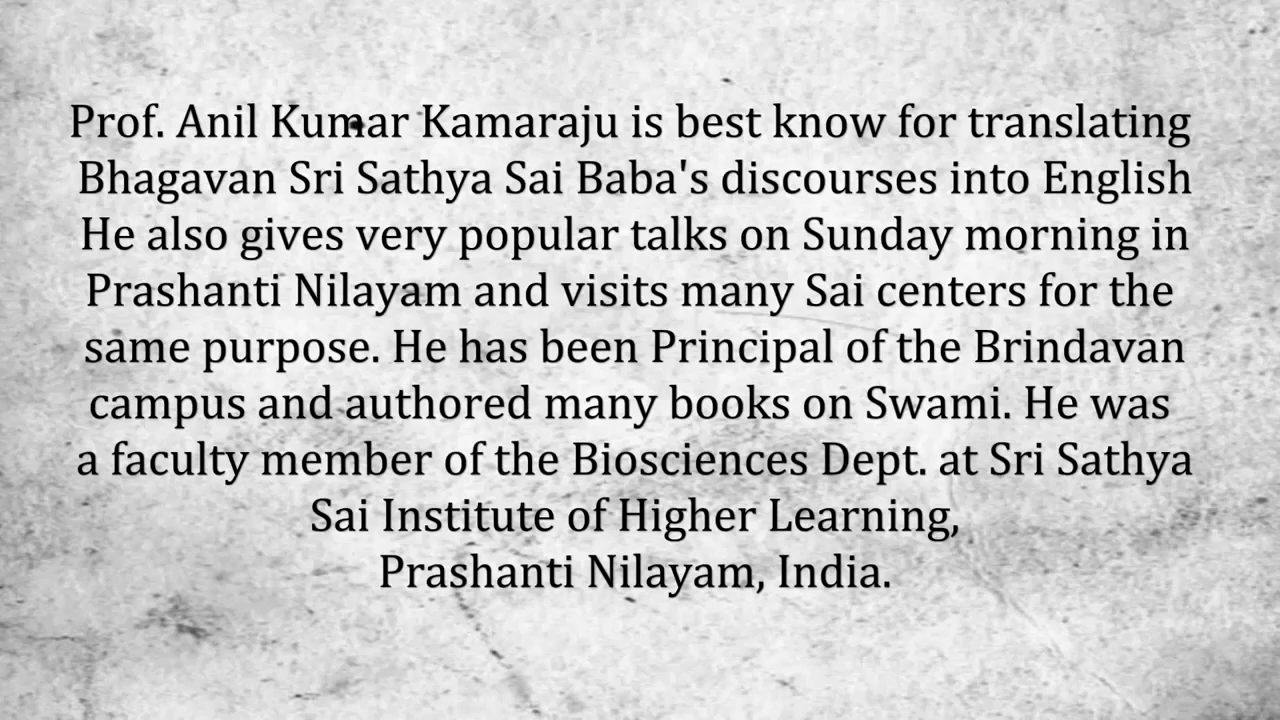 Prof. Anil Kumar Kamaraju is best know for translating
Bhagavan Sri Sathya Sai Baba's discourses into English
He also gives very popular talks on Sunday morning in
Prashanti Nilayam and visits many Sai centers for the
same purpose. He has been Principal of the Brindavan
campus and authored many books on Swami. He was
a faculty member of the Biosciences Dept. at Sri Sathya
Sai Institute of Higher Learning,
Prashanti Nilayam, India.